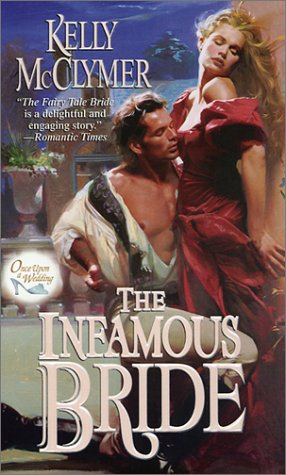 KELLY
MCCLYMER
"The Fairy Tale Bride
is a delightful and
engaging story."
—Romantic Times
Once Upon
a
Wedding
THE
INFAMOUS
BRIDE